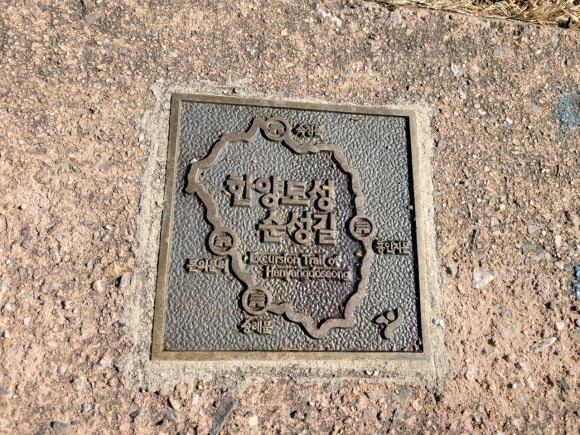 숙정문
한양도성
순성길
흥인지문
Excursion Trail of
Hanyangdoseong
돈의문터
숭례문